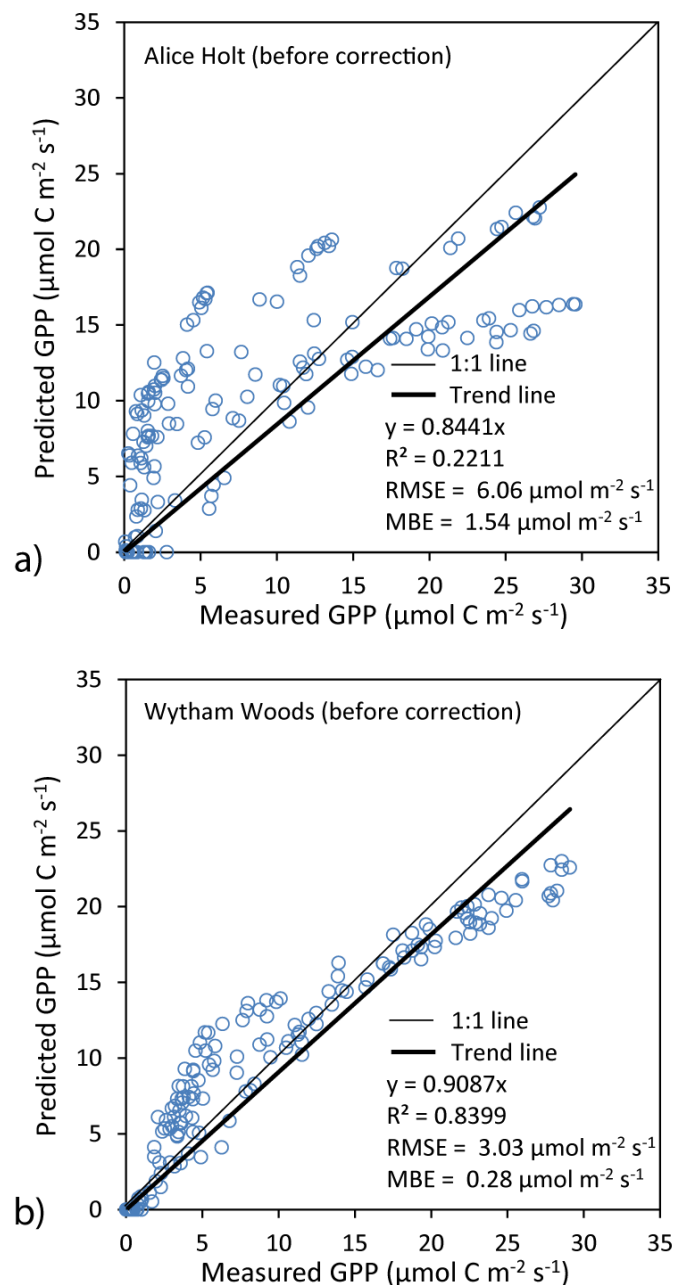 35
Alice Holt (before correction)
30
25
20
15
10
5
0
Predicted GPP (µmol C m⁻² s⁻¹)
1:1 line
Trend line
y = 0.8441x
R² = 0.2211
RMSE = 6.06 µmol m⁻² s⁻¹
MBE = 1.54 µmol m⁻² s⁻¹
0 5 10 15 20 25 30 35
a)
Measured GPP (µmol C m⁻² s⁻¹)
35
Wytham Woods (before correction)
30
25
20
15
10
5
0
Predicted GPP (µmol C m⁻² s⁻¹)
1:1 line
Trend line
y = 0.9087x
R² = 0.8399
RMSE = 3.03 µmol m⁻² s⁻¹
MBE = 0.28 µmol m⁻² s⁻¹
0 5 10 15 20 25 30 35
b)
Measured GPP (µmol C m⁻² s⁻¹)